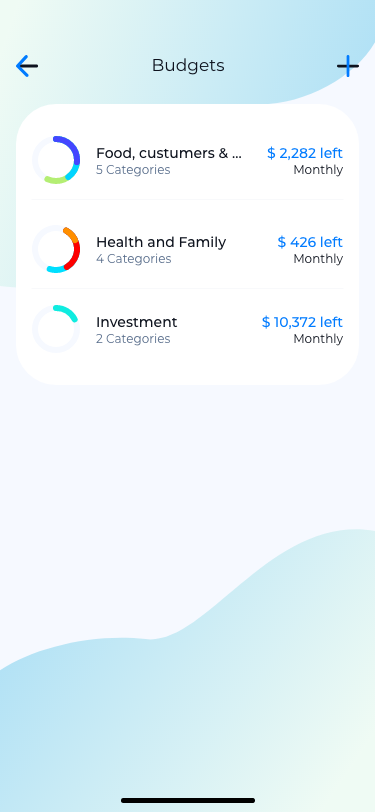 Budgets
Food, custumers & ...
$ 2,282 left
5 Categories
Monthly
Health and Family
$ 426 left
4 Categories
Monthly
Investment
$ 10,372 left
2 Categories
Monthly